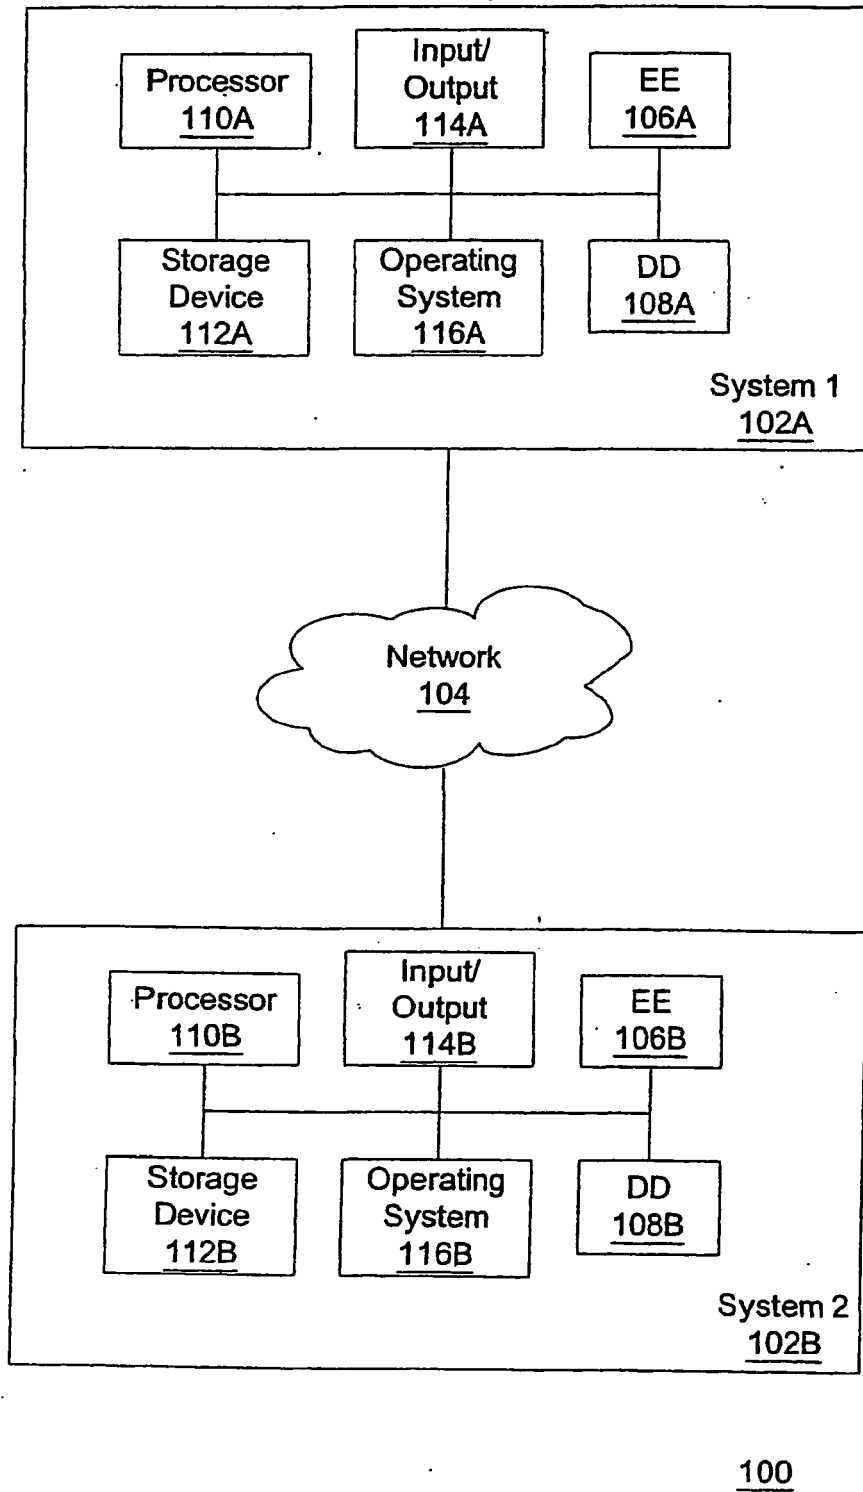 Processor
110A
Input/
Output
114A
EE
106A
Storage
Device
112A
Operating
System
116A
DD
108A
System 1
102A
Network
104
Processor
110B
Input/
Output
114B
EE
106B
Storage
Device
112B
Operating
System
116B
DD
108B
System 2
102B
100